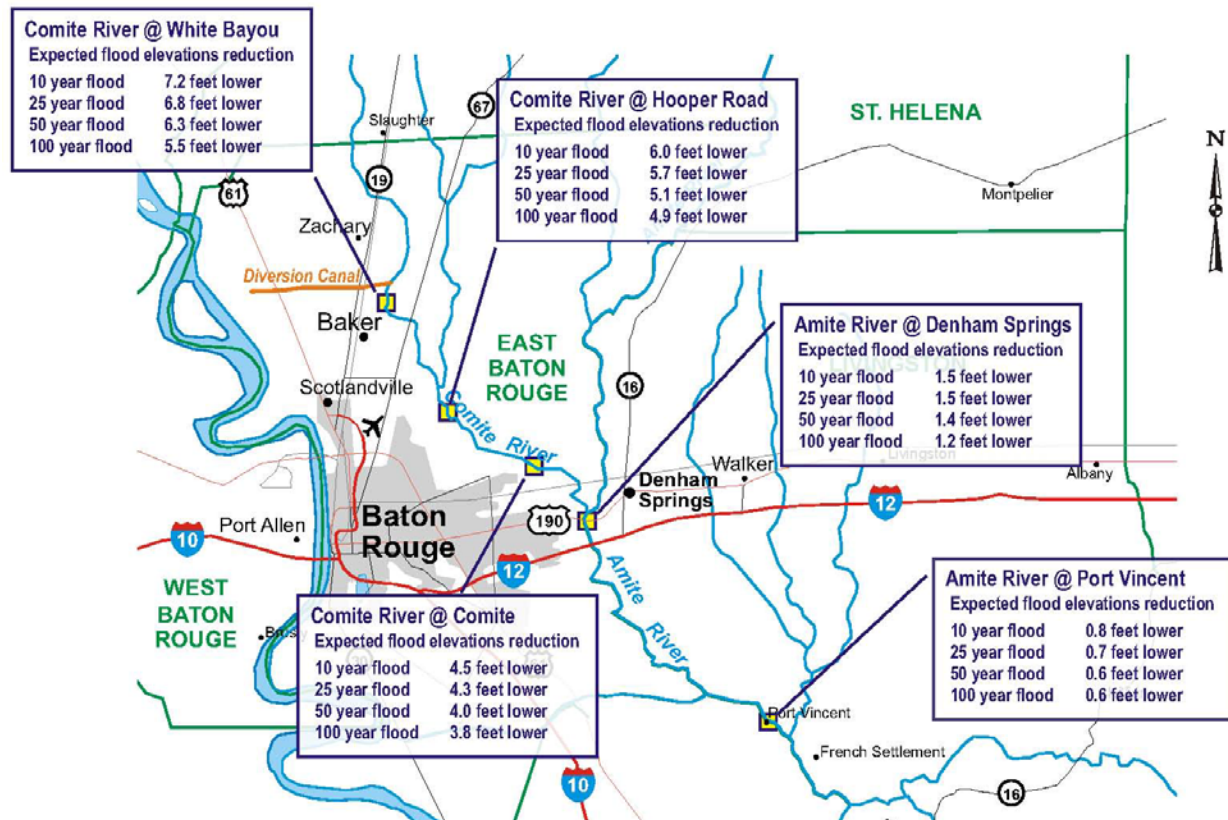 Comite River @ White Bayou
Expected flood elevations reduction
10 year flood 7.2 feet lower
25 year flood 6.8 feet lower
50 year flood 6.3 feet lower
100 year flood 5.5 feet lower
Comite River @ Hooper Road
Expected flood elevations reduction
10 year flood 6.0 feet lower
25 year flood 5.7 feet lower
50 year flood 5.1 feet lower
100 year flood 4.9 feet lower
67
Slaughter
19
61
ST. HELENA
N
Montpelier
Zachary
Diversion Canal
Baker
EAST
BATON
ROUGE
Scotlandville
Comite River
16
Amite River @ Denham Springs
Expected flood elevations reduction
10 year flood 1.5 feet lower
25 year flood 1.5 feet lower
50 year flood 1.4 feet lower
100 year flood 1.2 feet lower
LIVINGSTON
Livingston
Albany
Walker
Denham
Springs
190
12
Port Allen
10
Baton
Rouge
12
WEST
BATON
ROUGE
Amite River
Comite River @ Comite
Expected flood elevations reduction
10 year flood 4.5 feet lower
25 year flood 4.3 feet lower
50 year flood 4.0 feet lower
100 year flood 3.8 feet lower
Amite River @ Port Vincent
Expected flood elevations reduction
10 year flood 0.8 feet lower
25 year flood 0.7 feet lower
50 year flood 0.6 feet lower
100 year flood 0.6 feet lower
Port Vincent
French Settlement
10
16